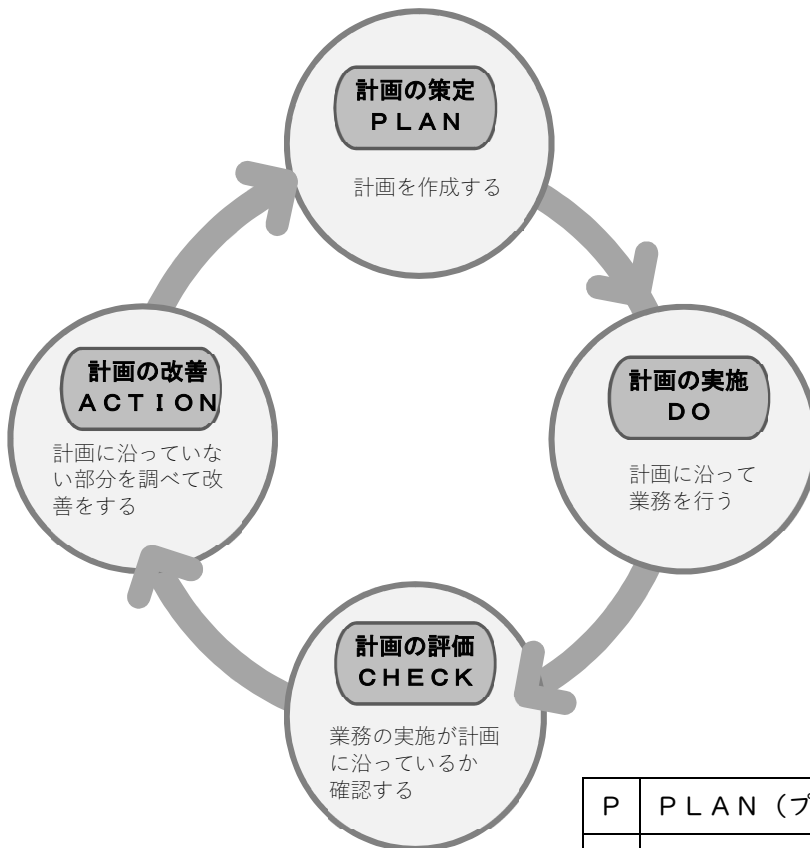 計画の策定
ＰＬＡＮ
計画を作成する
計画の実施
ＤＯ
計画に沿って
業務を行う
計画の評価
ＣＨＥＣＫ
業務の実施が計画
に沿っているか
確認する
計画の改善
ＡＣＴＩＯＮ
計画に沿っていな
い部分を調べて改
善をする
Ｐ ＰＬＡＮ（プ